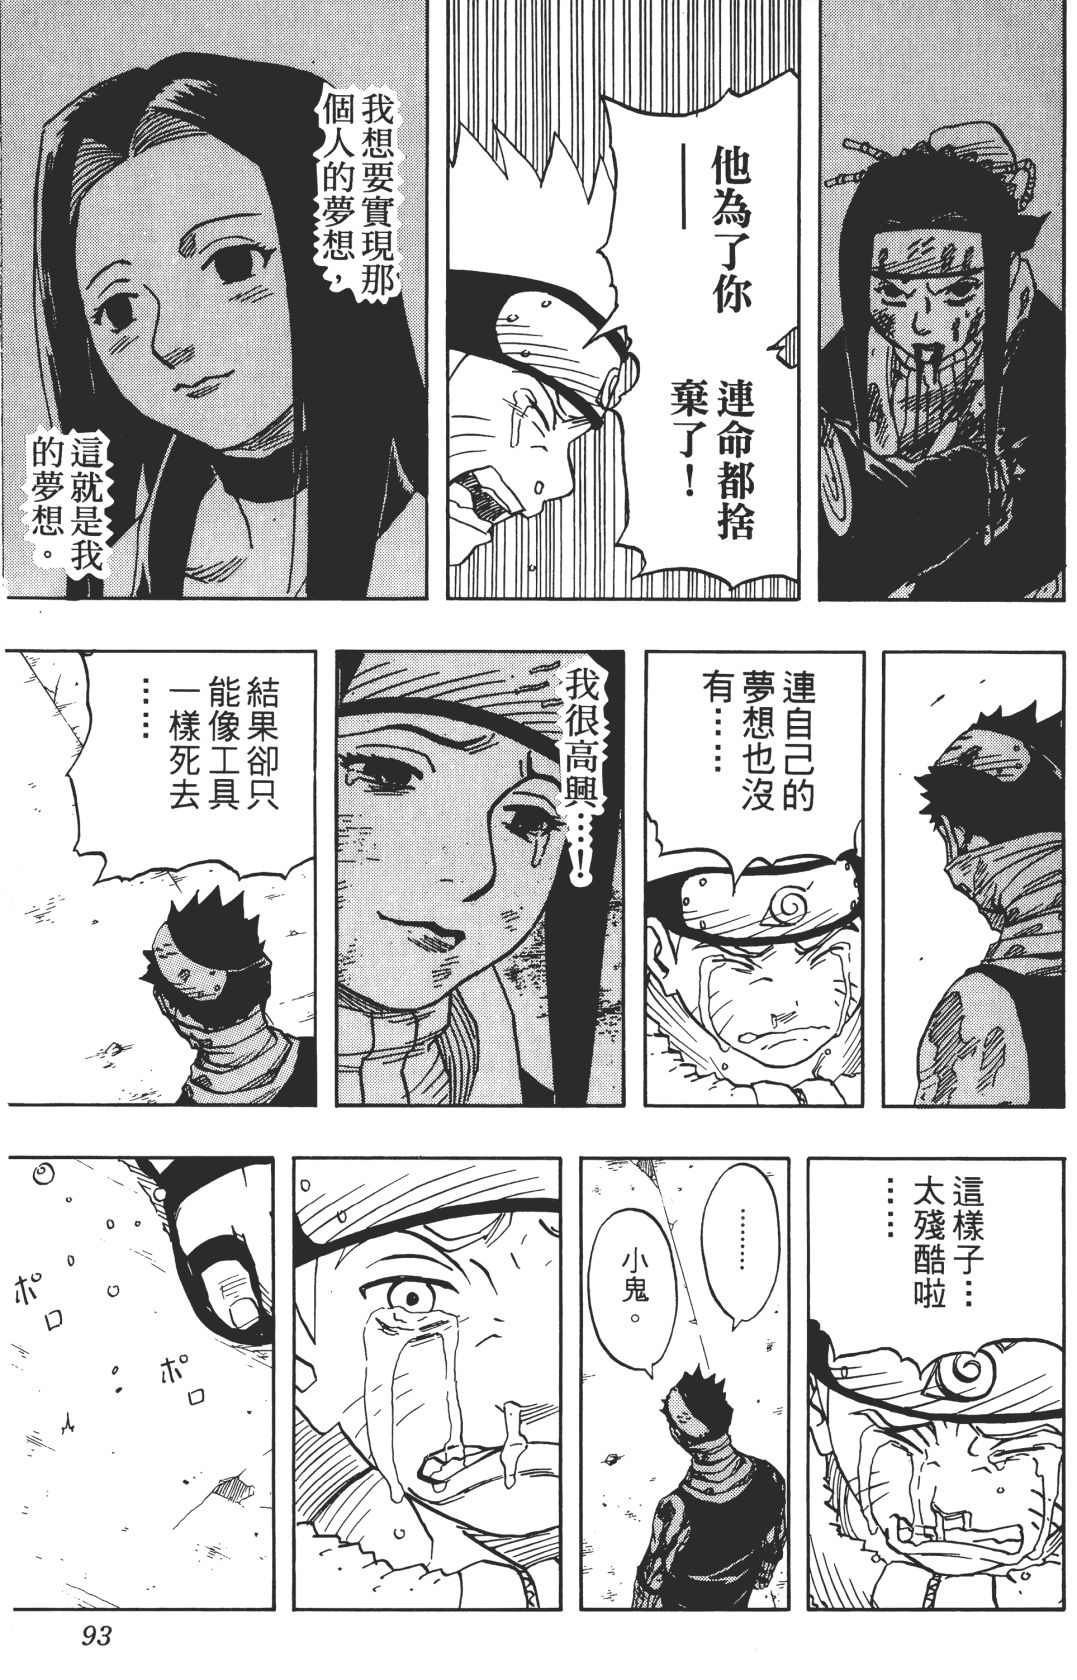 他為了你
——
連命都捨
棄了！
我想要實現那
個人的夢想，
這就是我
的夢想。
連自己的
夢想也沒
有……
我很高興……！
結果卻只
能像工具
一樣死去
……
這樣子…
太殘酷啦
……
………
小鬼。
ポロ
ポロ
93